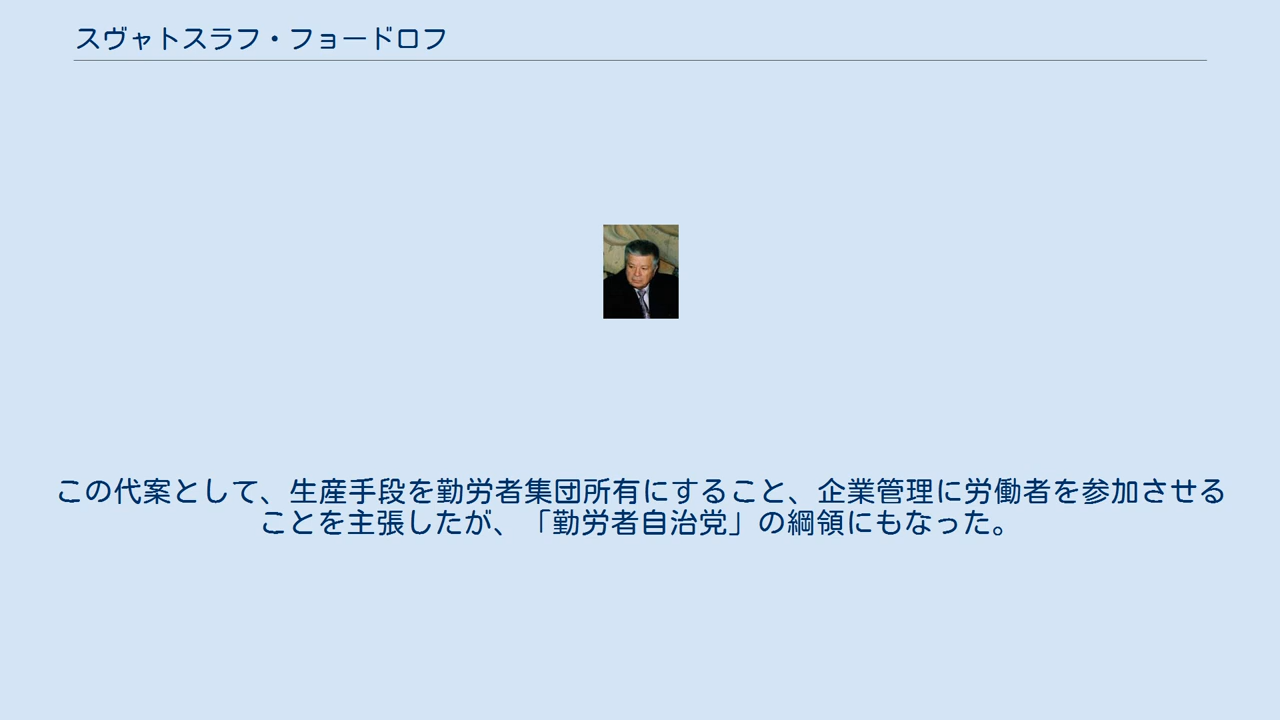 スヴャトスラフ・フョードロフ
この代案として、生産手段を勤労者集団所有にすること、企業管理に労働者を参加させる
ことを主張したが、「勤労者自治党」の綱領にもなった。